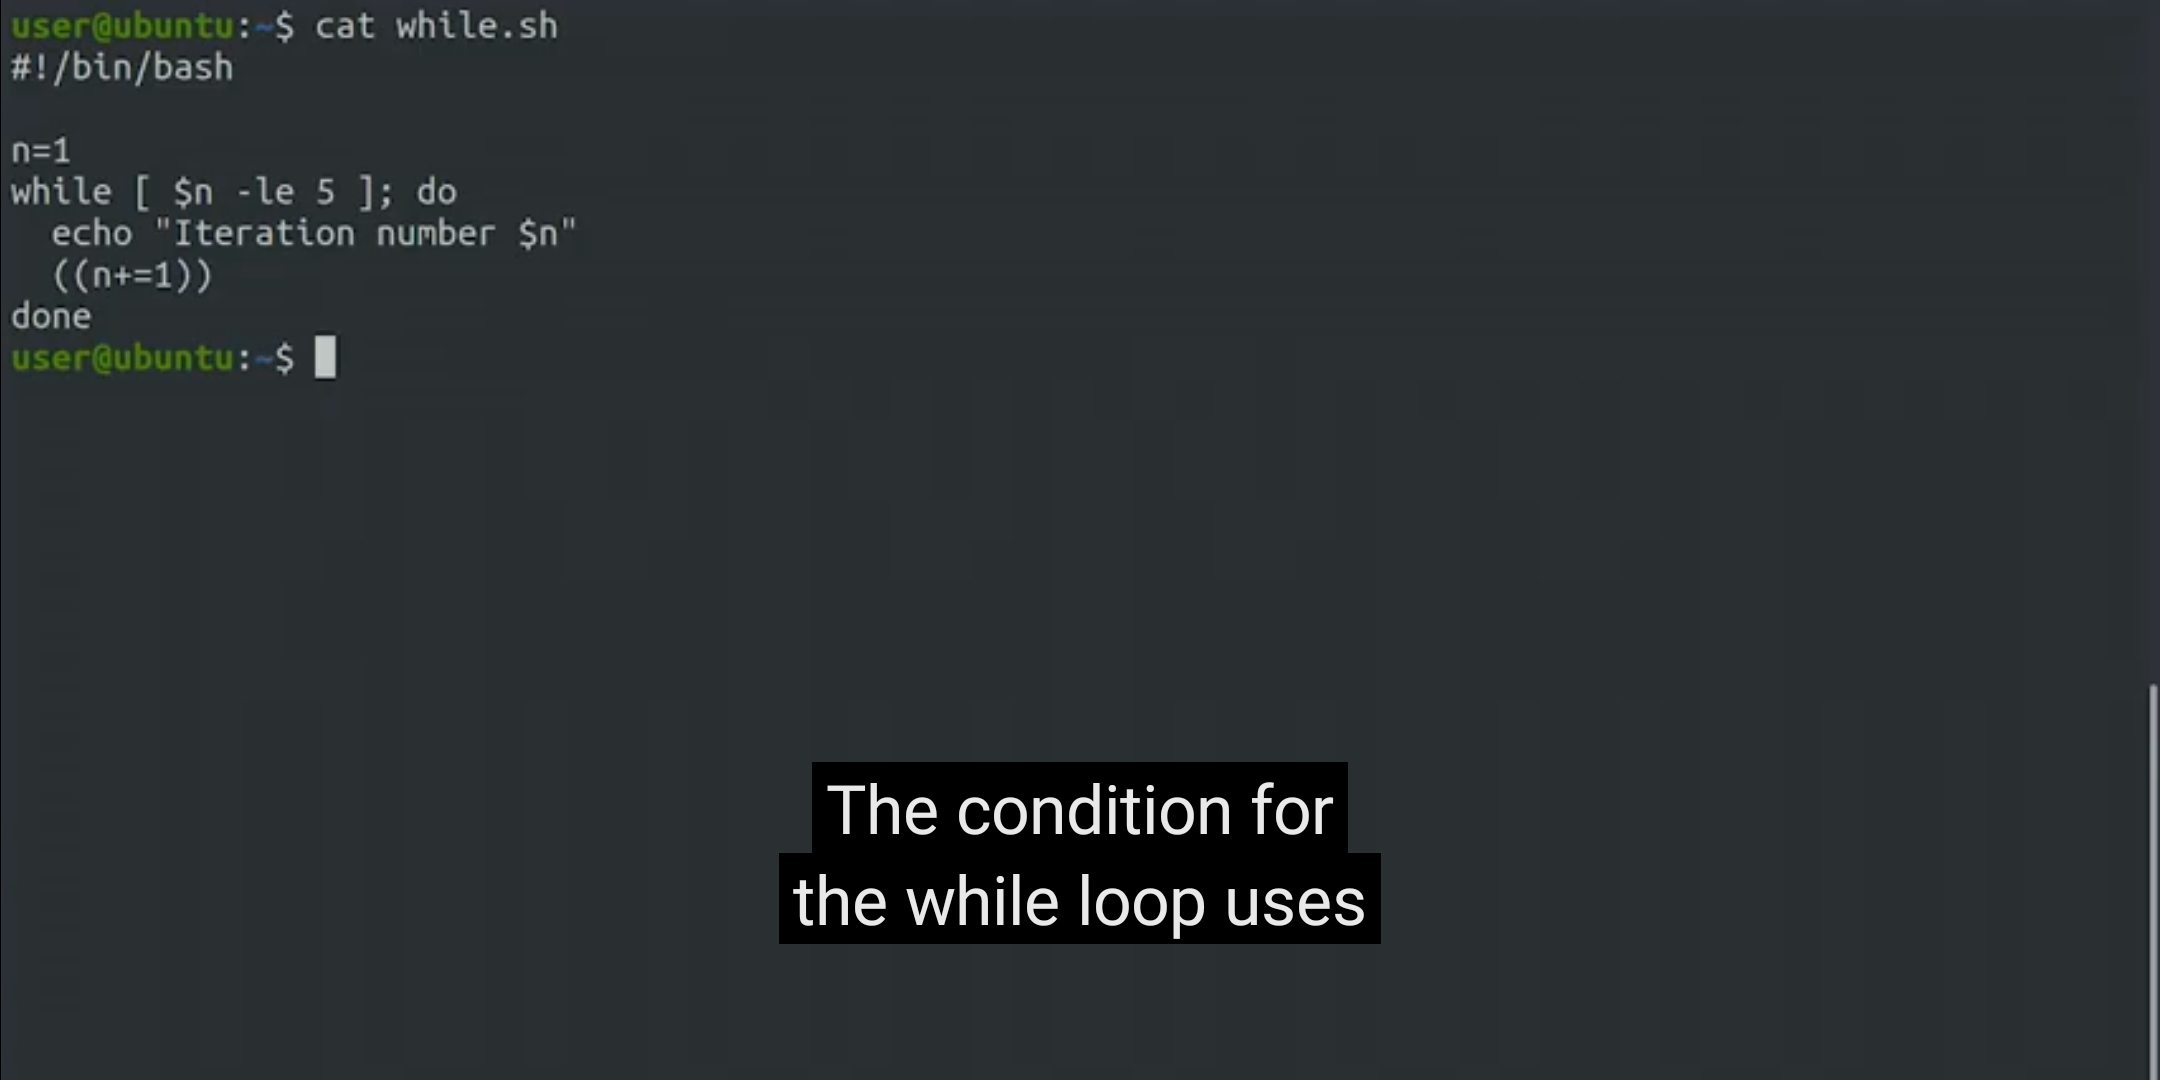 user@ubuntu:~$ cat while.sh
#!/bin/bash

n=1
while [ $n -le 5 ]; do
  echo "Iteration number $n"
  ((n+=1))
done
user@ubuntu:~$
The condition for
the while loop uses